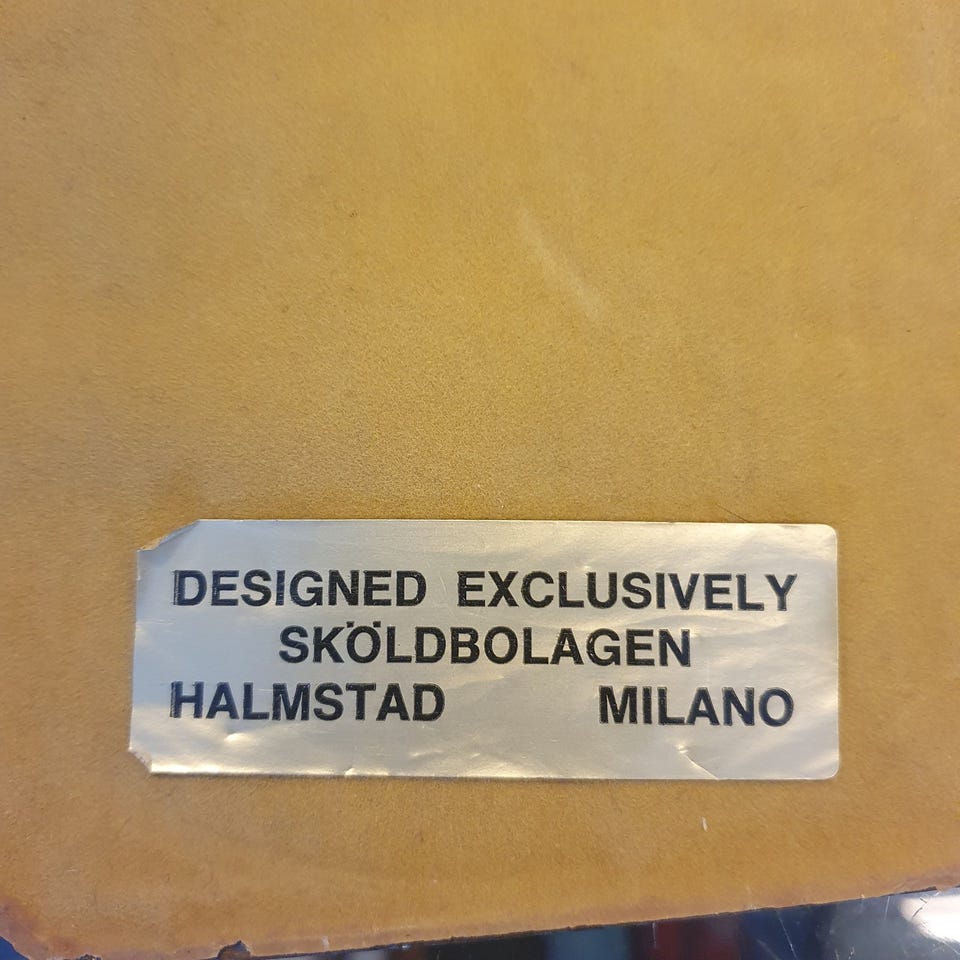 DESIGNED EXCLUSIVELY
SKÖLDBOLAGEN
HALMSTAD MILANO